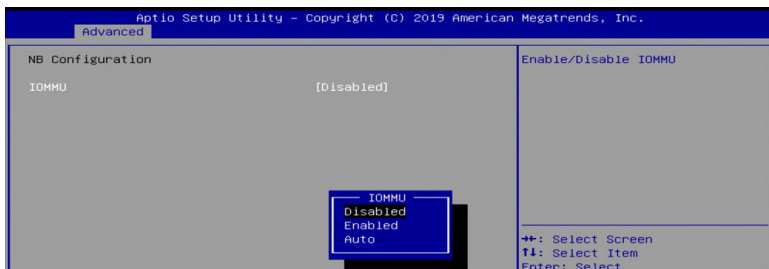 Aptio Setup Utility – Copyright (C) 2019 American Megatrends, Inc.
Advanced
NB Configuration
IOMMU [Disabled]
Enable/Disable IOMMU
IOMMU
Disabled
Enabled
Auto
→←: Select Screen
↑↓: Select Item
Enter: Select